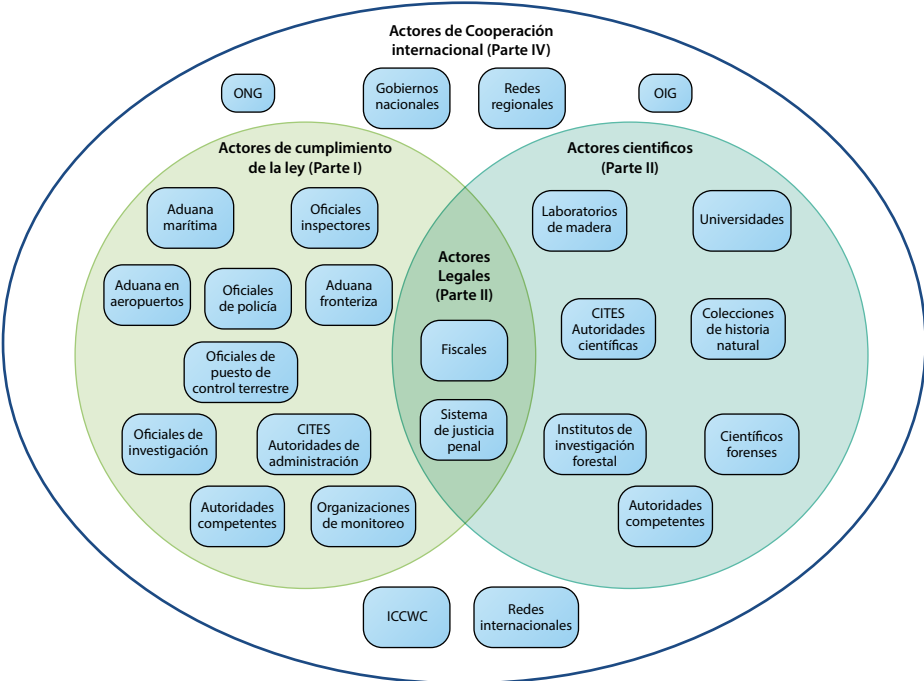 Actores de Cooperación
internacional (Parte IV)
ONG
Gobiernos
nacionales
Redes
regionales
OIG
Actores de cumplimiento
de la ley (Parte I)
Aduana
marítima
Oficiales
inspectores
Aduana en
aeropuertos
Oficiales
de policía
Aduana
fronteriza
Oficiales de
puesto de
control terrestre
Oficiales de
investigación
CITES
Autoridades de
administración
Autoridades
competentes
Organizaciones
de monitoreo
Actores
Legales
(Parte II)
Fiscales
Sistema
de justicia
penal
Actores cientificos
(Parte II)
Laboratorios
de madera
Universidades
CITES
Autoridades
científicas
Colecciones
de historia
natural
Institutos de
investigación
forestal
Científicos
forenses
Autoridades
competentes
ICCWC
Redes
internacionales